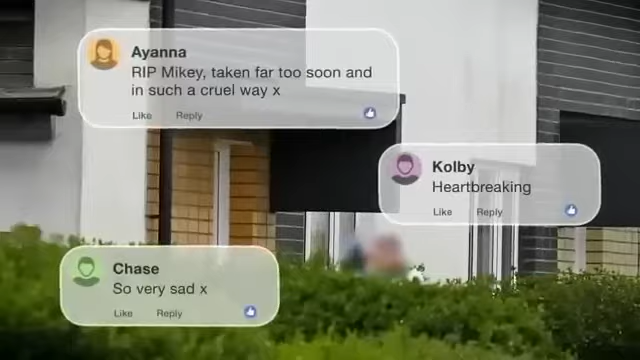 Ayanna
RIP Mikey, taken far too soon and
in such a cruel way x
Like Reply
Kolby
Heartbreaking
Like Reply
Chase
So very sad x
Like Reply